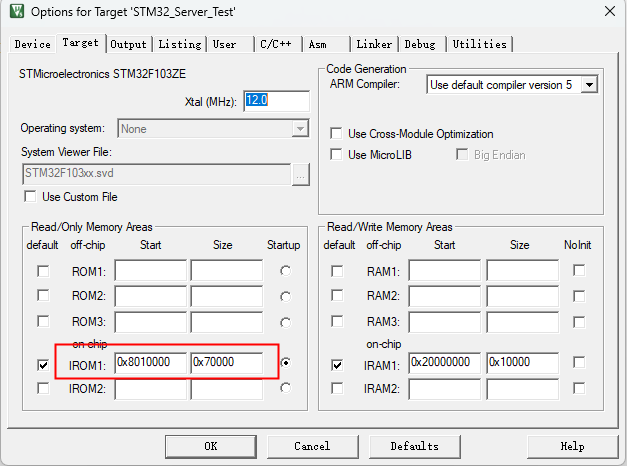 Options for Target 'STM32_Server_Test'
Device Target Output Listing User C/C++ Asm Linker Debug Utilities
STMicroelectronics STM32F103ZE
Xtal (MHz): 12.0
Operating system: None
System Viewer File:
STM32F103xx.svd ...
Use Custom File
Code Generation
ARM Compiler: Use default compiler version 5
Use Cross-Module Optimization
Use MicroLIB Big Endian
Read/Only Memory Areas
default off-chip Start Size Startup
ROM1:
ROM2:
ROM3:
on-chip
IROM1: 0x8010000 0x70000
IROM2:
Read/Write Memory Areas
default off-chip Start Size NoInit
RAM1:
RAM2:
RAM3:
on-chip
IRAM1: 0x20000000 0x10000
IRAM2:
OK Cancel Defaults Help